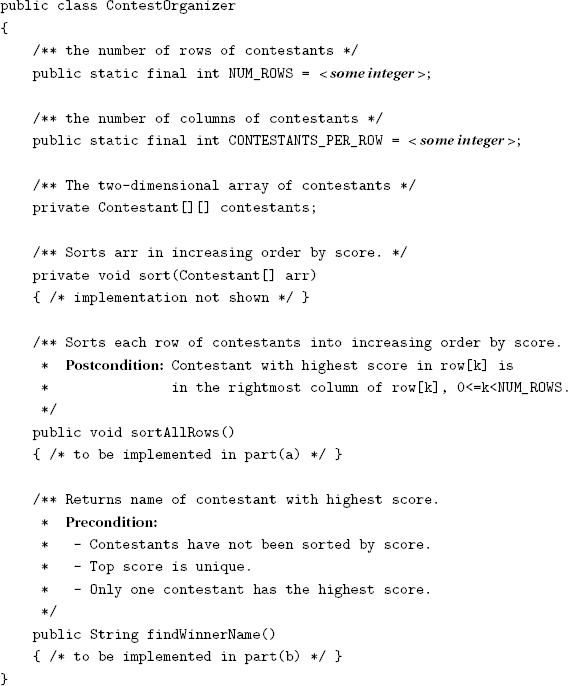 public class ContestOrganizer
{
/** the number of rows of contestants */
public static final int NUM_ROWS = <some integer>;
/** the number of columns of contestants */
public static final int CONTESTANTS_PER_ROW = <some integer>;
/** The two-dimensional array of contestants */
private Contestant[][] contestants;
/** Sorts arr in increasing order by score. */
private void sort(Contestant[] arr)
{ /* implementation not shown */ }
/** Sorts each row of contestants into increasing order by score.
* Postcondition: Contestant with highest score in row[k] is
* in the rightmost column of row[k], 0<=k<NUM_ROWS.
*/
public void sortAllRows()
{ /* to be implemented in part(a) */ }
/** Returns name of contestant with highest score.
* Precondition:
* - Contestants have not been sorted by score.
* - Top score is unique.
* - Only one contestant has the highest score.
*/
public String findWinnerName()
{ /* to be implemented in part(b) */ }
}